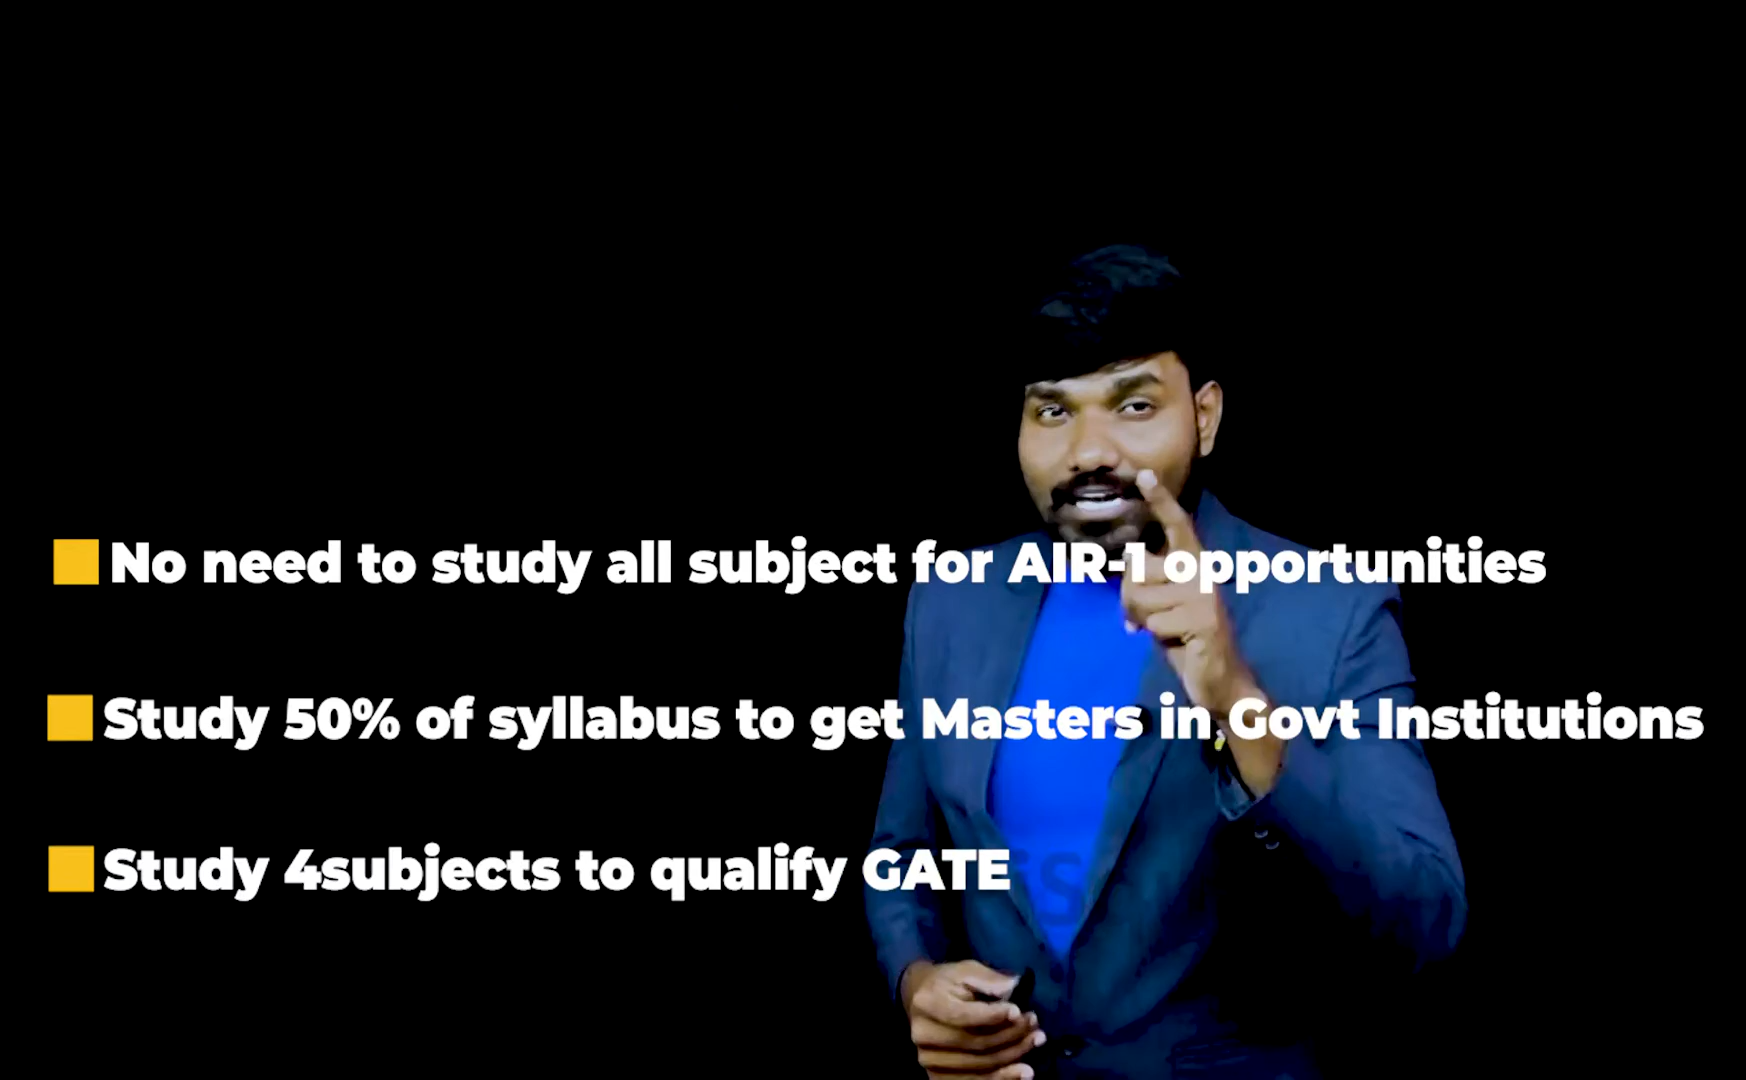 No need to study all subject for AIR-1 opportunities
Study 50% of syllabus to get Masters in Govt Institutions
Study 4subjects to qualify GATE